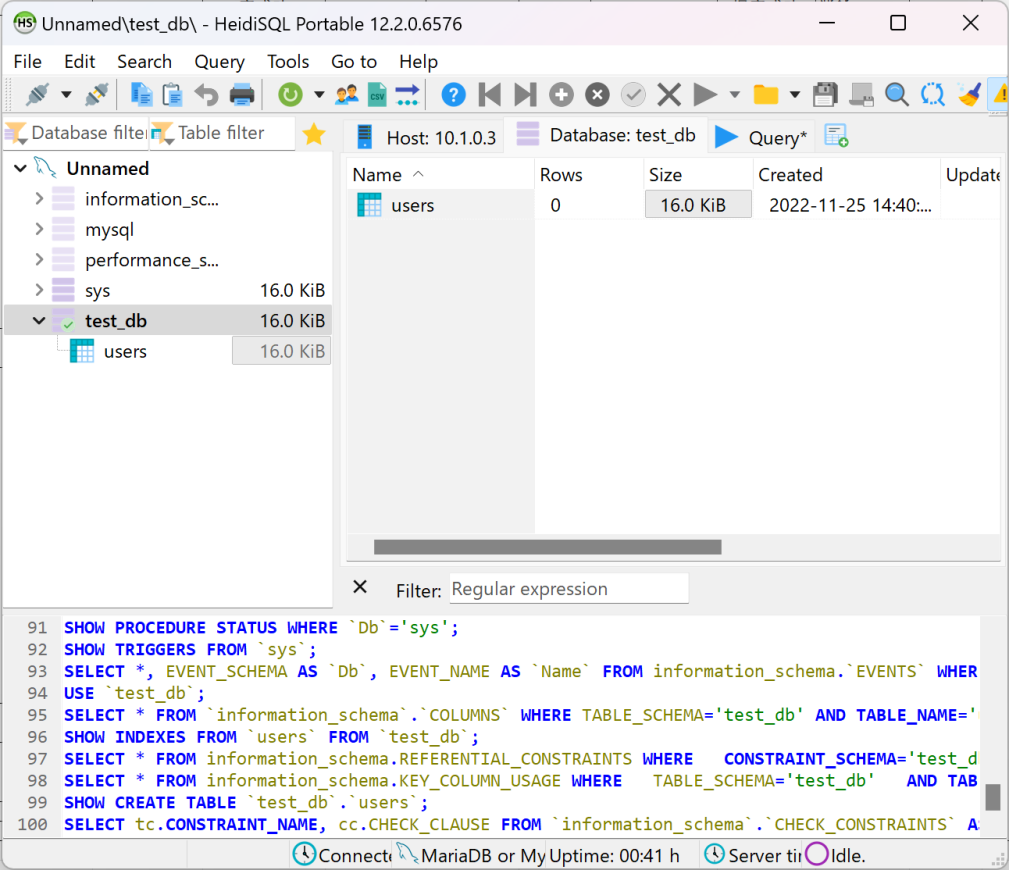 Unnamed\test_db\ - HeidiSQL Portable 12.2.0.6576
File Edit Search Query Tools Go to Help
Database filte Table filter
Host: 10.1.0.3 Database: test_db Query*
Unnamed
information_sc...
mysql
performance_s...
sys 16.0 KiB
test_db 16.0 KiB
users 16.0 KiB
Name Rows Size Created Update
users 0 16.0 KiB 2022-11-25 14:40:...
Filter: Regular expression
91 SHOW PROCEDURE STATUS WHERE `Db`='sys';
92 SHOW TRIGGERS FROM `sys`;
93 SELECT *, EVENT_SCHEMA AS `Db`, EVENT_NAME AS `Name` FROM information_schema.`EVENTS` WHER
94 USE `test_db`;
95 SELECT * FROM `information_schema`.`COLUMNS` WHERE TABLE_SCHEMA='test_db' AND TABLE_NAME='
96 SHOW INDEXES FROM `users` FROM `test_db`;
97 SELECT * FROM information_schema.REFERENTIAL_CONSTRAINTS WHERE   CONSTRAINT_SCHEMA='test_d
98 SELECT * FROM information_schema.KEY_COLUMN_USAGE WHERE   TABLE_SCHEMA='test_db'   AND TAB
99 SHOW CREATE TABLE `test_db`.`users`;
100 SELECT tc.CONSTRAINT_NAME, cc.CHECK_CLAUSE FROM `information_schema`.`CHECK_CONSTRAINTS` A
Connecte MariaDB or My Uptime: 00:41 h Server tir Idle.